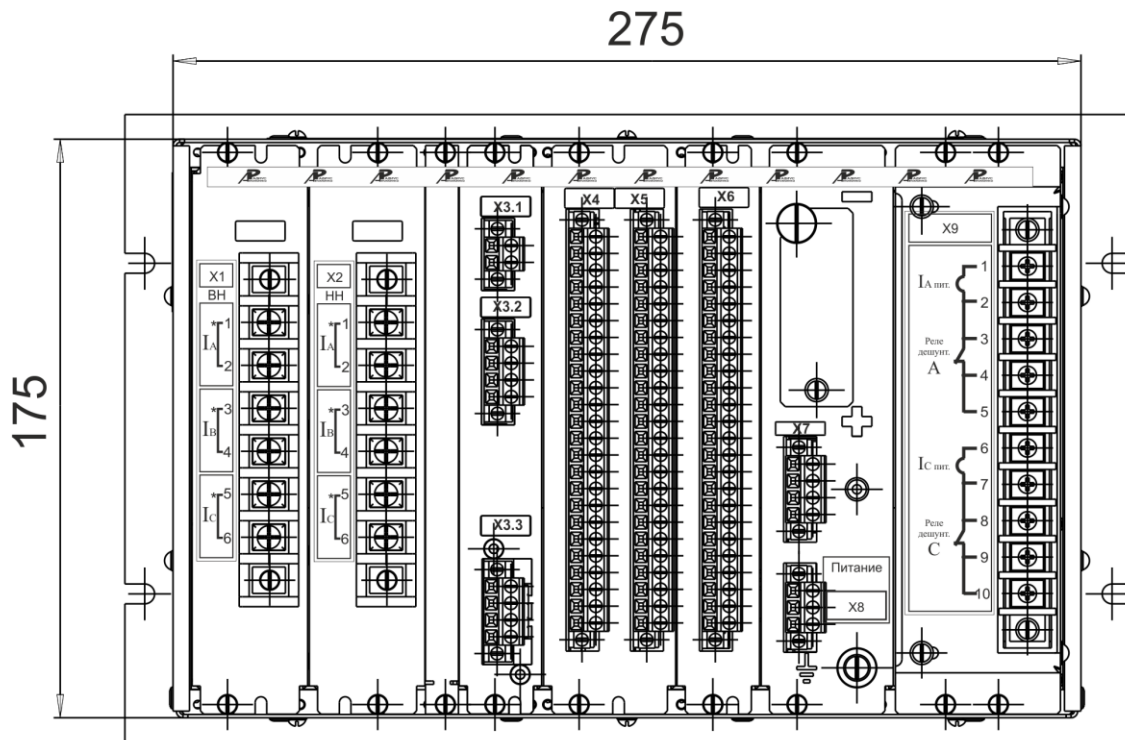 275
175
X1
ВН
IA
*1
2
IB
*3
4
IC
*5
6
X2
НН
IA
*1
2
IB
*3
4
IC
*5
6
X3.1
X3.2
X3.3
X4
X5
X6
X7
Питание
X8
X9
IA пит.
1
2
Реле
дешунт.
А
3
4
5
IC пит.
6
7
Реле
дешунт.
С
8
9
10